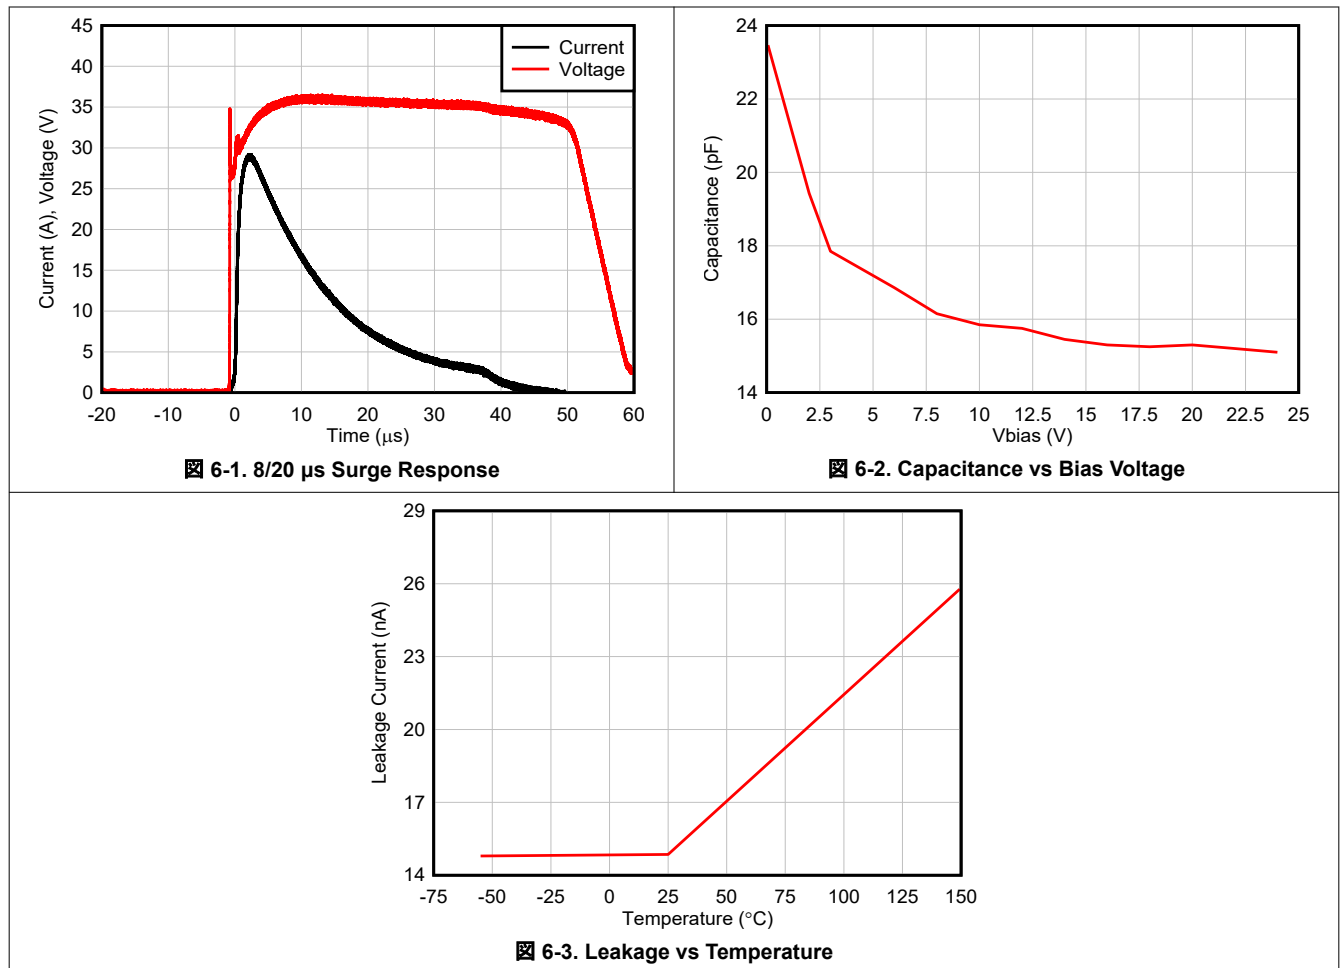 45
40
35
30
25
20
15
10
5
0
Current (A), Voltage (V)
Current
Voltage
-20 -10 0 10 20 30 40 50 60
Time (μs)
図 6-1. 8/20 μs Surge Response
24
22
20
18
16
14
Capacitance (pF)
0 2.5 5 7.5 10 12.5 15 17.5 20 22.5 25
Vbias (V)
図 6-2. Capacitance vs Bias Voltage
29
26
23
20
17
14
Leakage Current (nA)
-75 -50 -25 0 25 50 75 100 125 150
Temperature (°C)
図 6-3. Leakage vs Temperature